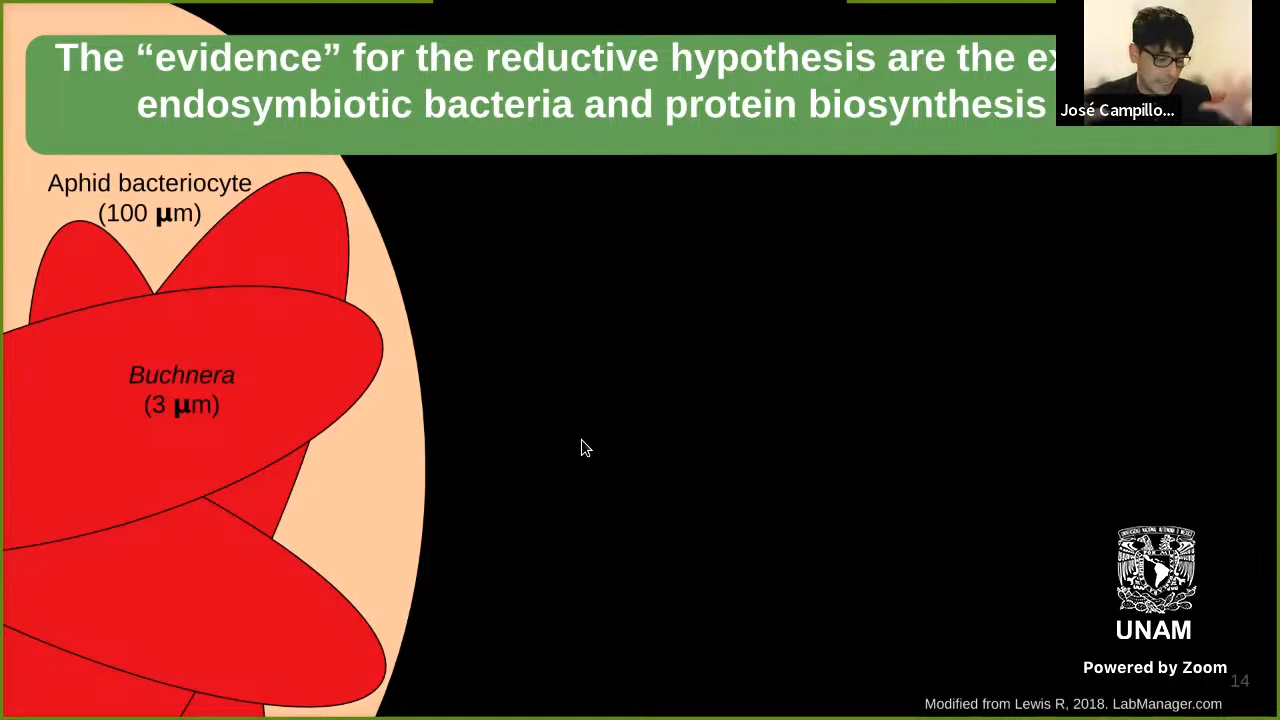 The “evidence” for the reductive hypothesis are the
endosymbiotic bacteria and protein biosynthesis
José Campillo...
Aphid bacteriocyte
(100 µm)
Buchnera
(3 µm)
UNAM
Powered by Zoom
14
Modified from Lewis R, 2018. LabManager.com